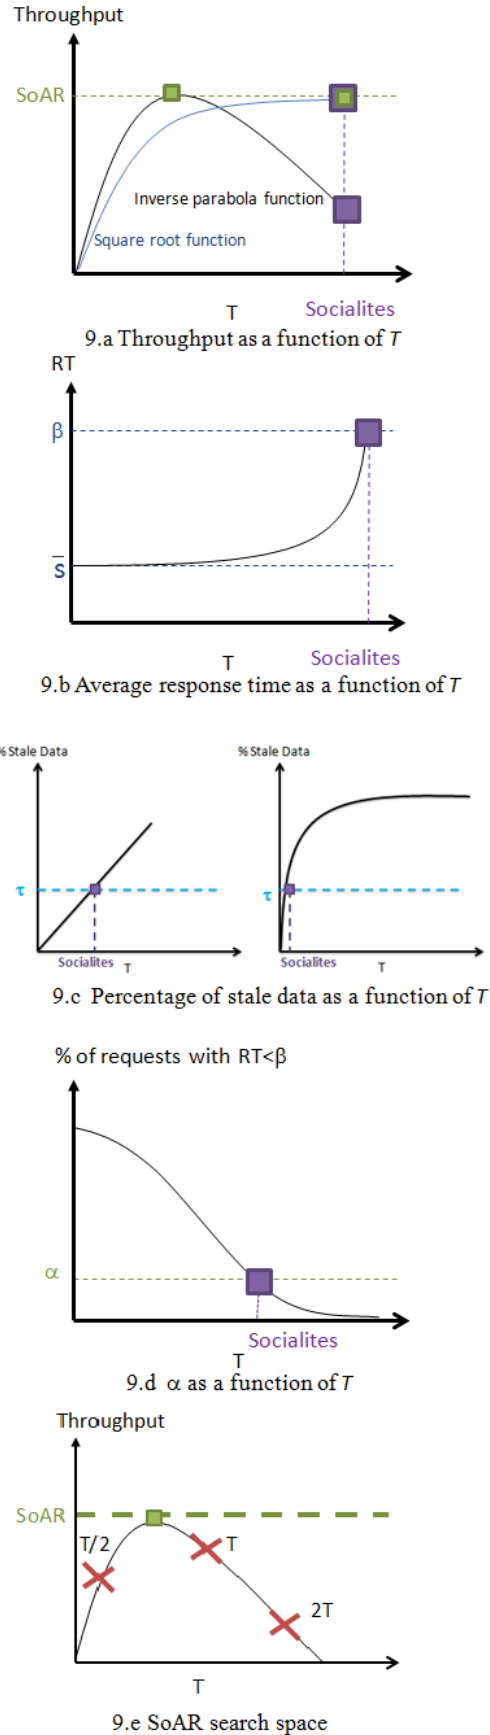 Throughput
SoAR
Inverse parabola function
Square root function
T
Socialites
9.a Throughput as a function of T
RT
β
S̅
Socialites
T
9.b Average response time as a function of T
% Stale Data
% Stale Data
τ
τ
Socialites T
Socialites T
9.c Percentage of stale data as a function of T
% of requests with RT<β
α
Socialites
T
9.d α as a function of T
Throughput
SoAR
T/2
T
2T
T
9.e SoAR search space